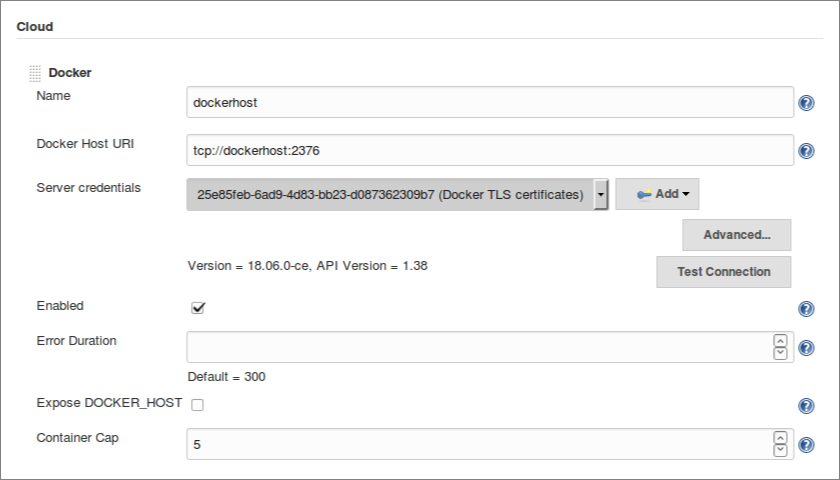 Cloud
Docker
Name
dockerhost
Docker Host URI
tcp://dockerhost:2376
Server credentials
25e85feb-6ad9-4d83-bb23-d087362309b7 (Docker TLS certificates)
Add
Advanced...
Version = 18.06.0-ce, API Version = 1.38
Test Connection
Enabled
Error Duration
Default = 300
Expose DOCKER_HOST
Container Cap
5